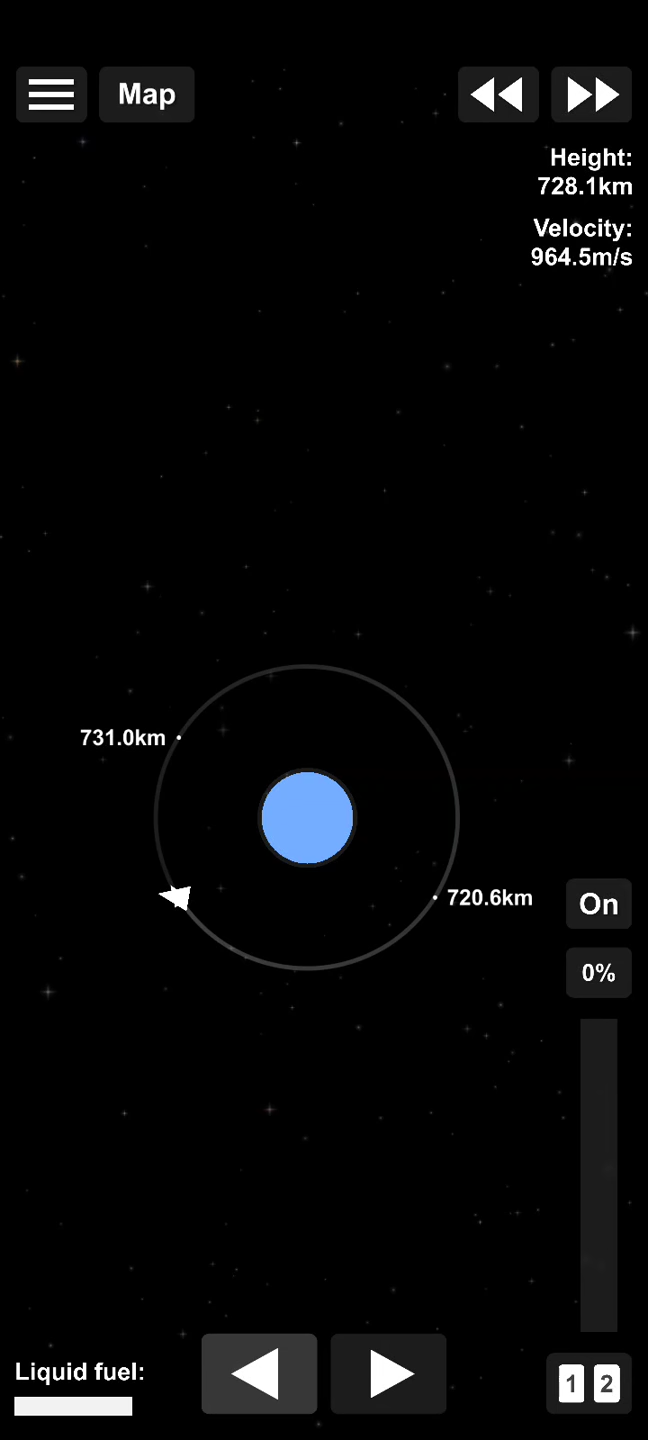 Map
Height:
728.1km
Velocity:
964.5m/s
731.0km
720.6km
On
0%
Liquid fuel:
1 2